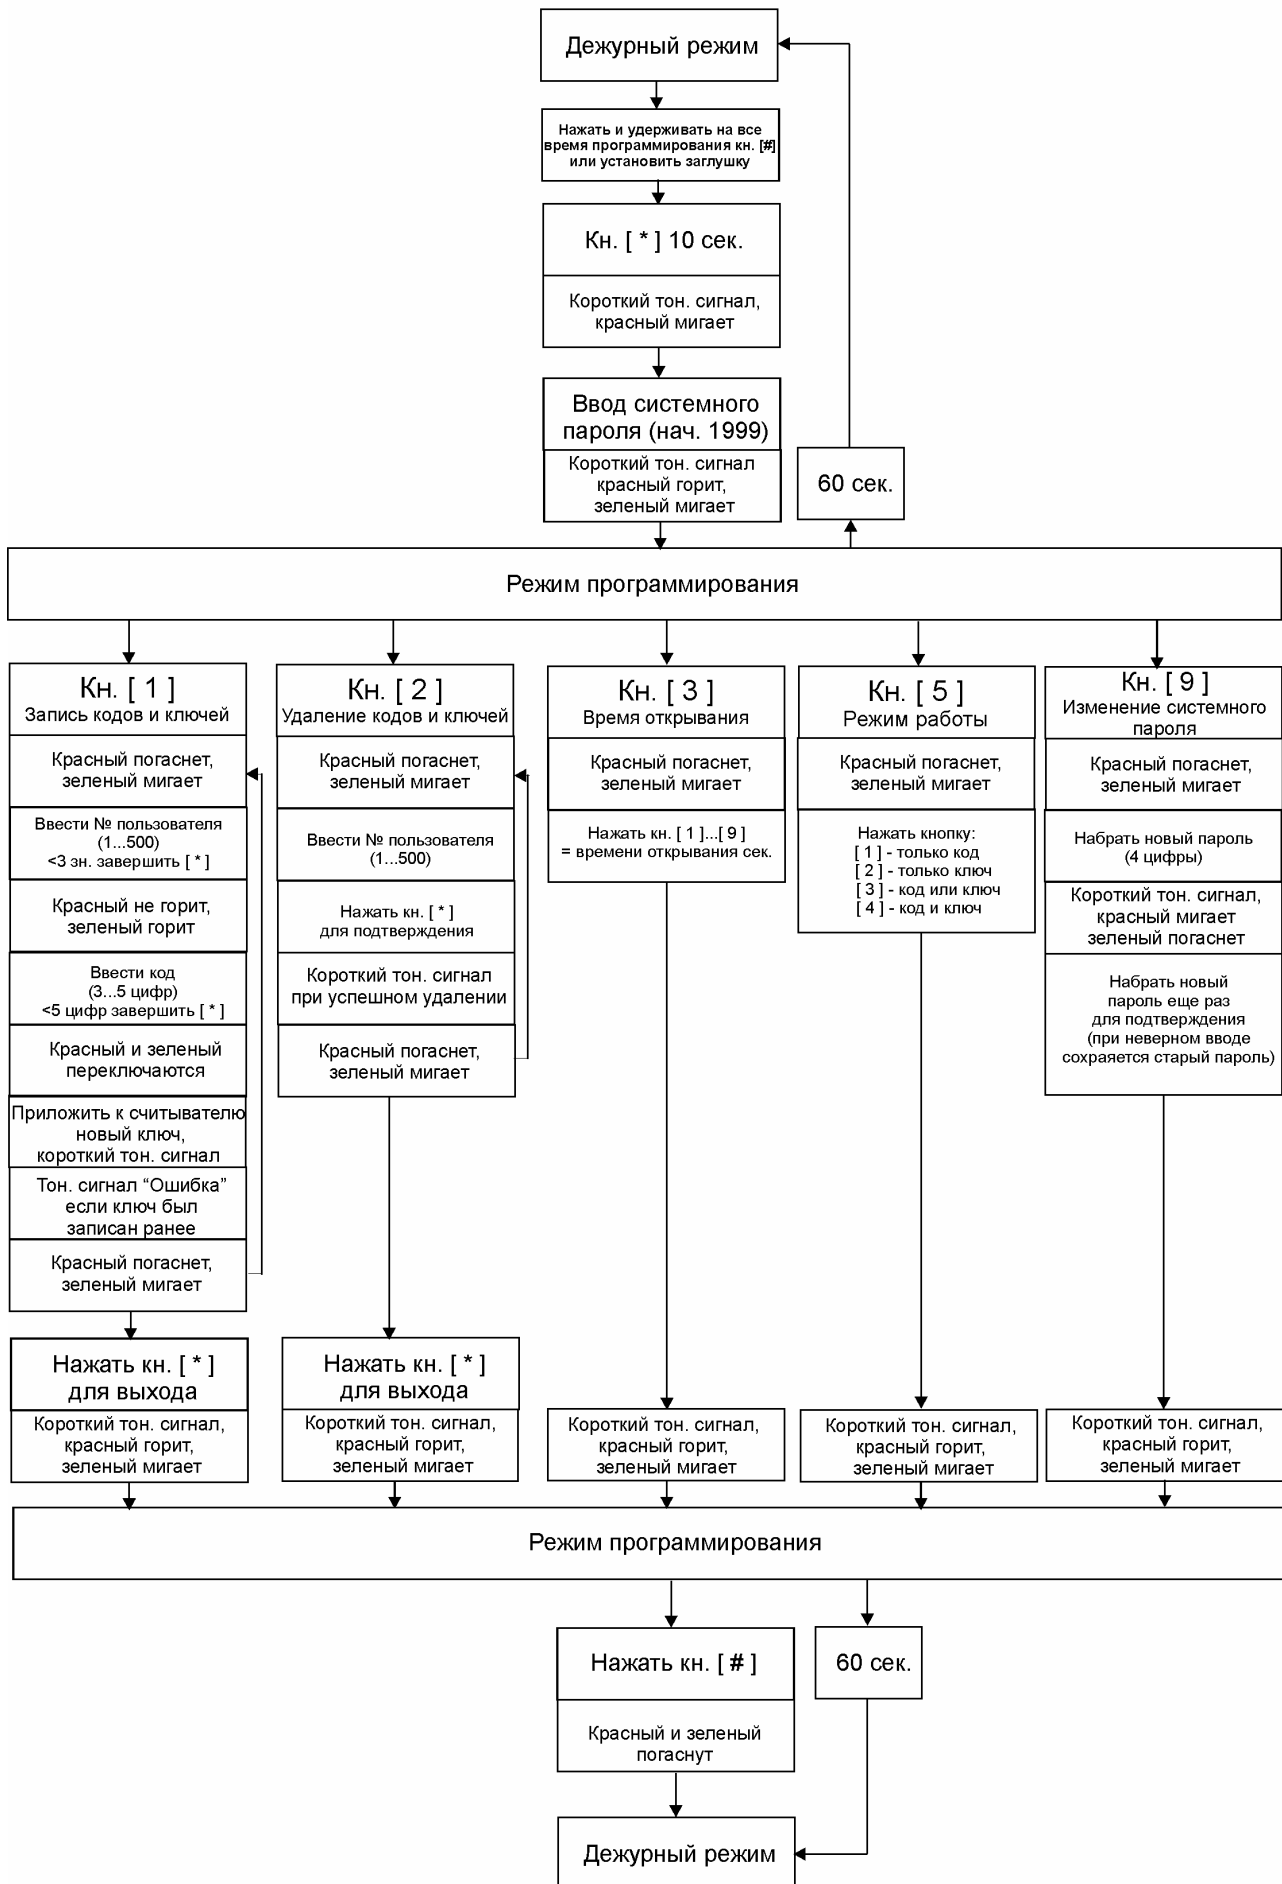 Дежурный режим
Нажать и удерживать на все
время программирования кн. [#]
или установить заглушку
Кн. [ * ] 10 сек.
Короткий тон. сигнал,
красный мигает
Ввод системного
пароля (нач. 1999)
Короткий тон. сигнал
красный горит,
зеленый мигает
60 сек.
Режим программирования
Кн. [ 1 ]
Запись кодов и ключей
Красный погаснет,
зеленый мигает
Ввести № пользователя
(1...500)
<3 зн. завершить [ * ]
Красный не горит,
зеленый горит
Ввести код
(3...5 цифр)
<5 цифр завершить [ * ]
Красный и зеленый
переключаются
Приложить к считывателю
новый ключ,
короткий тон. сигнал
Тон. сигнал “Ошибка”
если ключ был
записан ранее
Красный погаснет,
зеленый мигает
Нажать кн. [ * ]
для выхода
Короткий тон. сигнал,
красный горит,
зеленый мигает
Кн. [ 2 ]
Удаление кодов и ключей
Красный погаснет,
зеленый мигает
Ввести № пользователя
(1...500)
Нажать кн. [ * ]
для подтверждения
Короткий тон. сигнал
при успешном удалении
Красный погаснет,
зеленый мигает
Нажать кн. [ * ]
для выхода
Короткий тон. сигнал,
красный горит,
зеленый мигает
Кн. [ 3 ]
Время открывания
Красный погаснет,
зеленый мигает
Нажать кн. [ 1 ]...[ 9 ]
= времени открывания сек.
Короткий тон. сигнал,
красный горит,
зеленый мигает
Кн. [ 5 ]
Режим работы
Красный погаснет,
зеленый мигает
Нажать кнопку:
[ 1 ] - только код
[ 2 ] - только ключ
[ 3 ] - код или ключ
[ 4 ] - код и ключ
Короткий тон. сигнал,
красный горит,
зеленый мигает
Кн. [ 9 ]
Изменение системного
пароля
Красный погаснет,
зеленый мигает
Набрать новый пароль
(4 цифры)
Короткий тон. сигнал,
красный мигает
зеленый погаснет
Набрать новый
пароль еще раз
для подтверждения
(при неверном вводе
сохраяется старый пароль)
Короткий тон. сигнал,
красный горит,
зеленый мигает
Режим программирования
Нажать кн. [ # ]
Красный и зеленый
погаснут
60 сек.
Дежурный режим